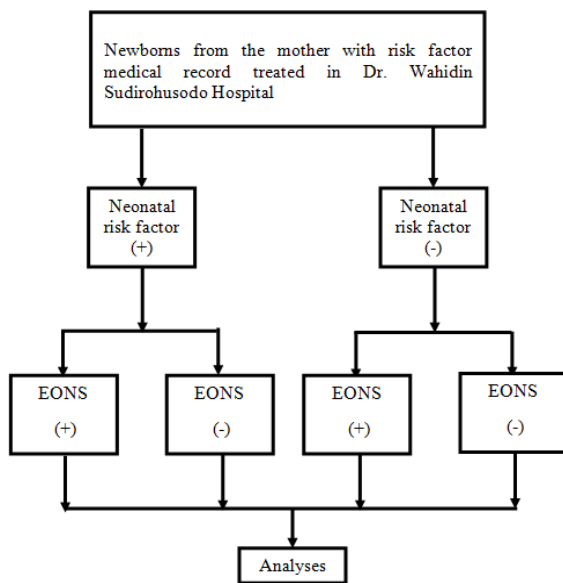 Newborns from the mother with risk factor
medical record treated in Dr. Wahidin
Sudirohusodo Hospital
Neonatal
risk factor
(+)
Neonatal
risk factor
(-)
EONS
(+)
EONS
(-)
EONS
(+)
EONS
(-)
Analyses